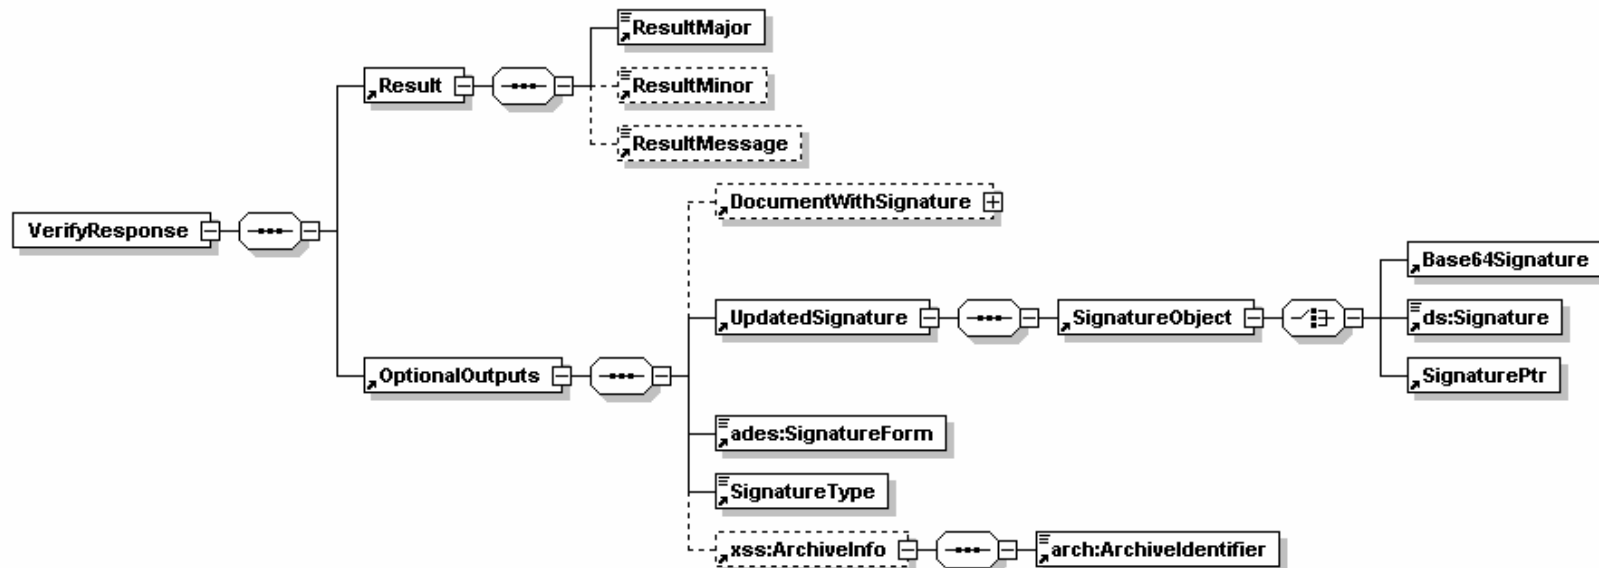 ResultMajor
Result
ResultMinor
ResultMessage
DocumentWithSignature
VerifyResponse
Base64Signature
UpdatedSignature
SignatureObject
ds:Signature
OptionalOutputs
SignaturePtr
ades:SignatureForm
SignatureType
xss:ArchiveInfo
arch:ArchiveIdentifier